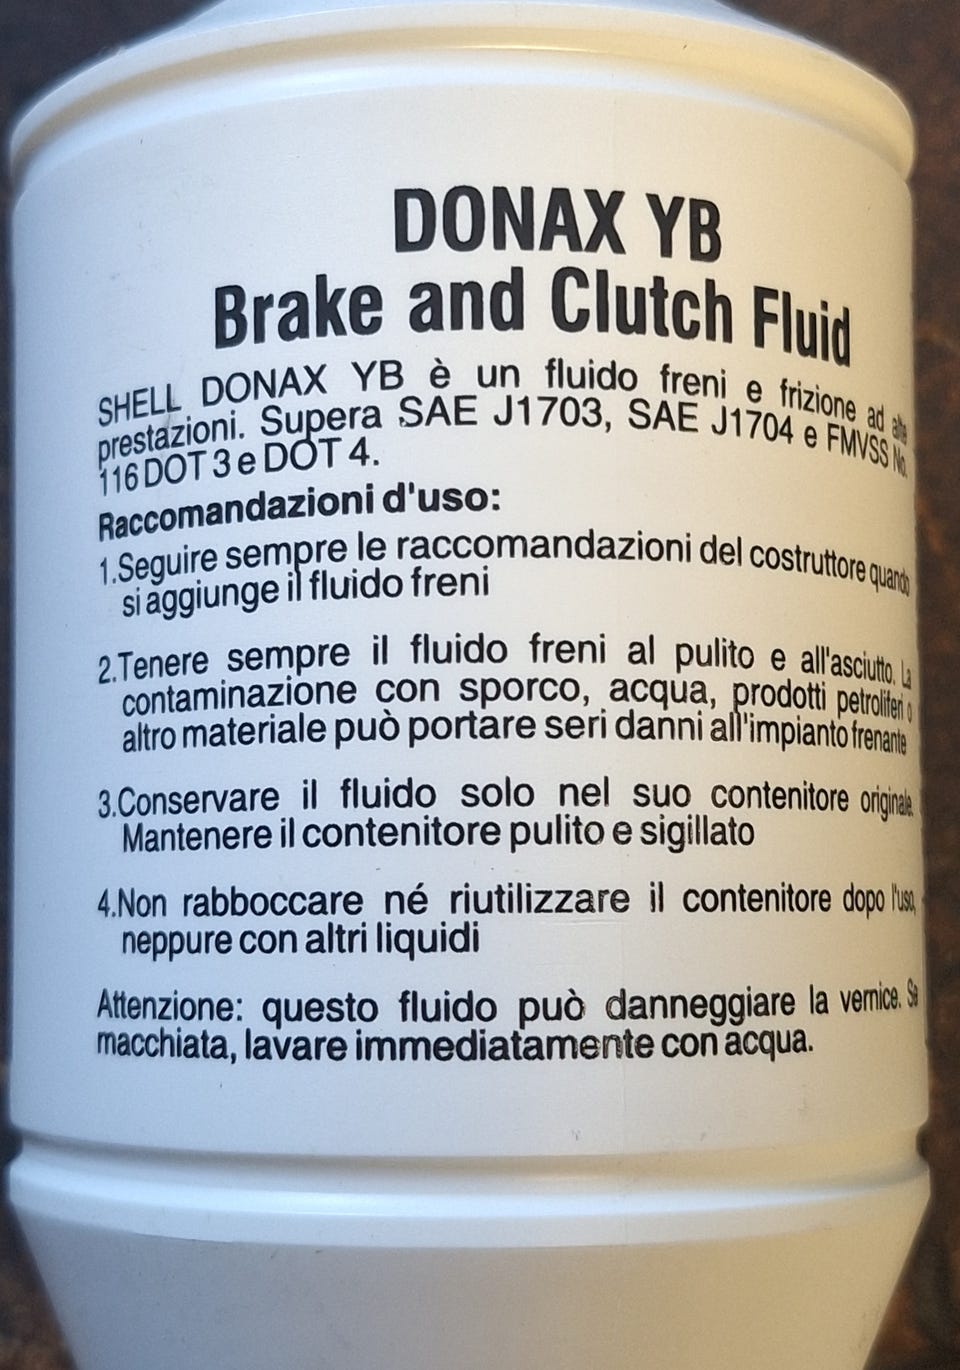 DONAX YB
Brake and Clutch Fluid
SHELL DONAX YB è un fluido freni e frizione ad alte
prestazioni. Supera SAE J1703, SAE J1704 e FMVSS No.
116 DOT 3 e DOT 4.
Raccomandazioni d'uso:
1.Seguire sempre le raccomandazioni del costruttore quando
si aggiunge il fluido freni
2.Tenere sempre il fluido freni al pulito e all'asciutto. La
contaminazione con sporco, acqua, prodotti petroliferi o
altro materiale può portare seri danni all'impianto frenante
3.Conservare il fluido solo nel suo contenitore originale.
Mantenere il contenitore pulito e sigillato
4.Non rabboccare né riutilizzare il contenitore dopo l'uso,
neppure con altri liquidi
Attenzione: questo fluido può danneggiare la vernice. Se
macchiata, lavare immediatamente con acqua.